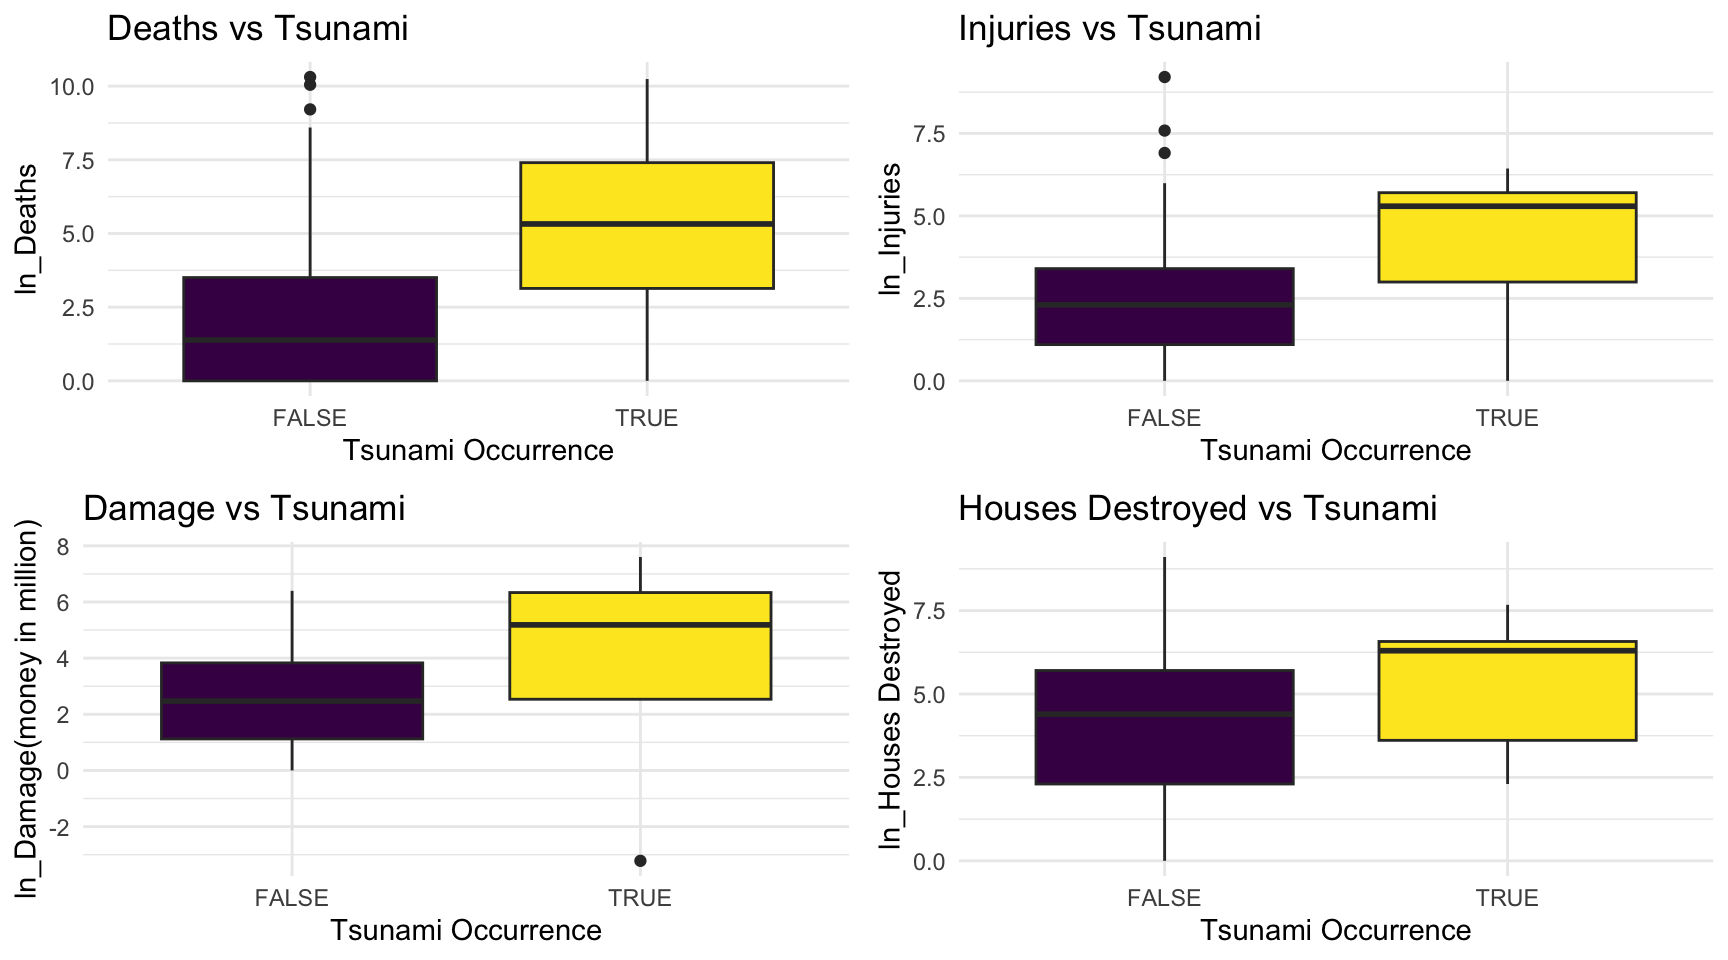 Deaths vs Tsunami
10.0
7.5
5.0
2.5
0.0
ln_Deaths
FALSE
TRUE
Tsunami Occurrence
Injuries vs Tsunami
7.5
5.0
2.5
0.0
ln_Injuries
FALSE
TRUE
Tsunami Occurrence
Damage vs Tsunami
8
6
4
2
0
-2
ln_Damage(money in million)
FALSE
TRUE
Tsunami Occurrence
Houses Destroyed vs Tsunami
7.5
5.0
2.5
0.0
ln_Houses Destroyed
FALSE
TRUE
Tsunami Occurrence